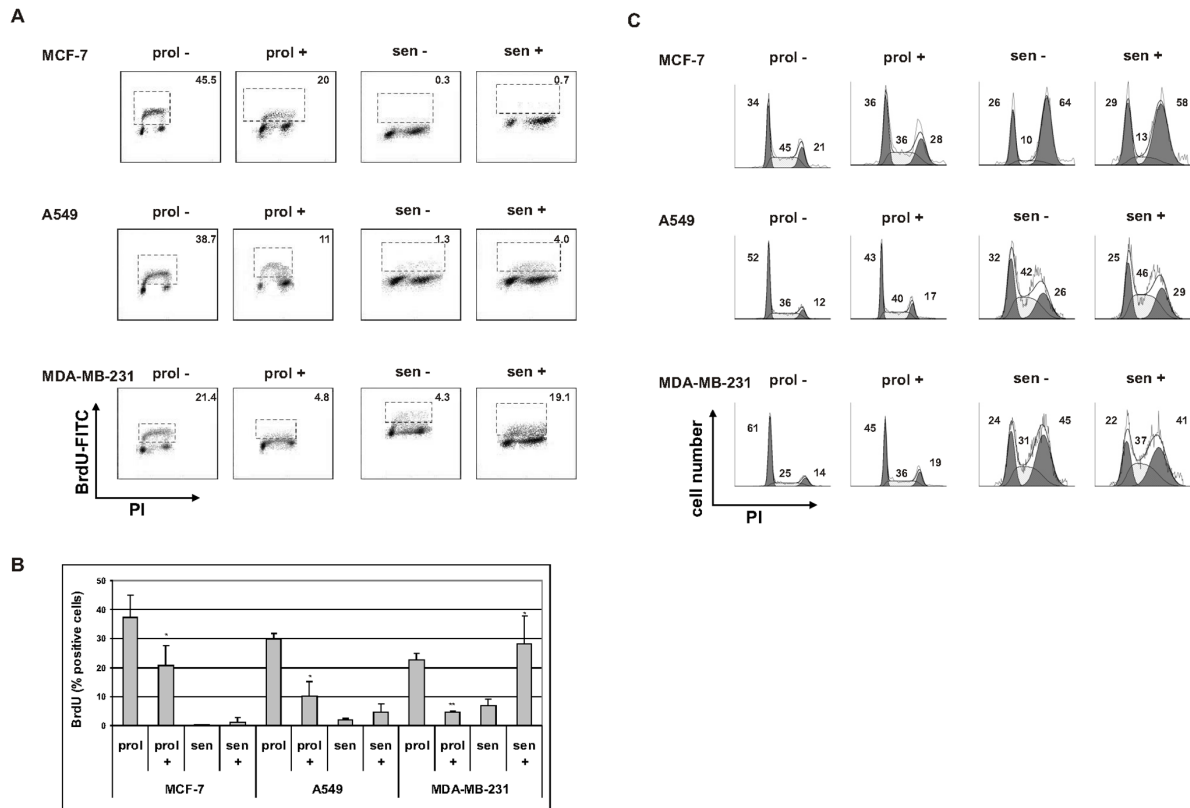 A
MCF-7
prol - prol + sen - sen +
45.5 20 0.3 0.7
A549
prol - prol + sen - sen +
38.7 11 1.3 4.0
MDA-MB-231
prol - prol + sen - sen +
21.4 4.8 4.3 19.1
BrdU-FITC
PI
B
BrdU (% positive cells)
50
40
30
20
10
0
* * ** *
prol prol + sen sen + prol prol + sen sen + prol prol + sen sen +
MCF-7 A549 MDA-MB-231
C
MCF-7
prol - prol + sen - sen +
34 45 21 36 36 28 26 10 64 29 13 58
A549
prol - prol + sen - sen +
52 36 12 43 40 17 32 42 26 25 46 29
MDA-MB-231
prol - prol + sen - sen +
61 25 14 45 36 19 24 31 45 22 37 41
cell number
PI